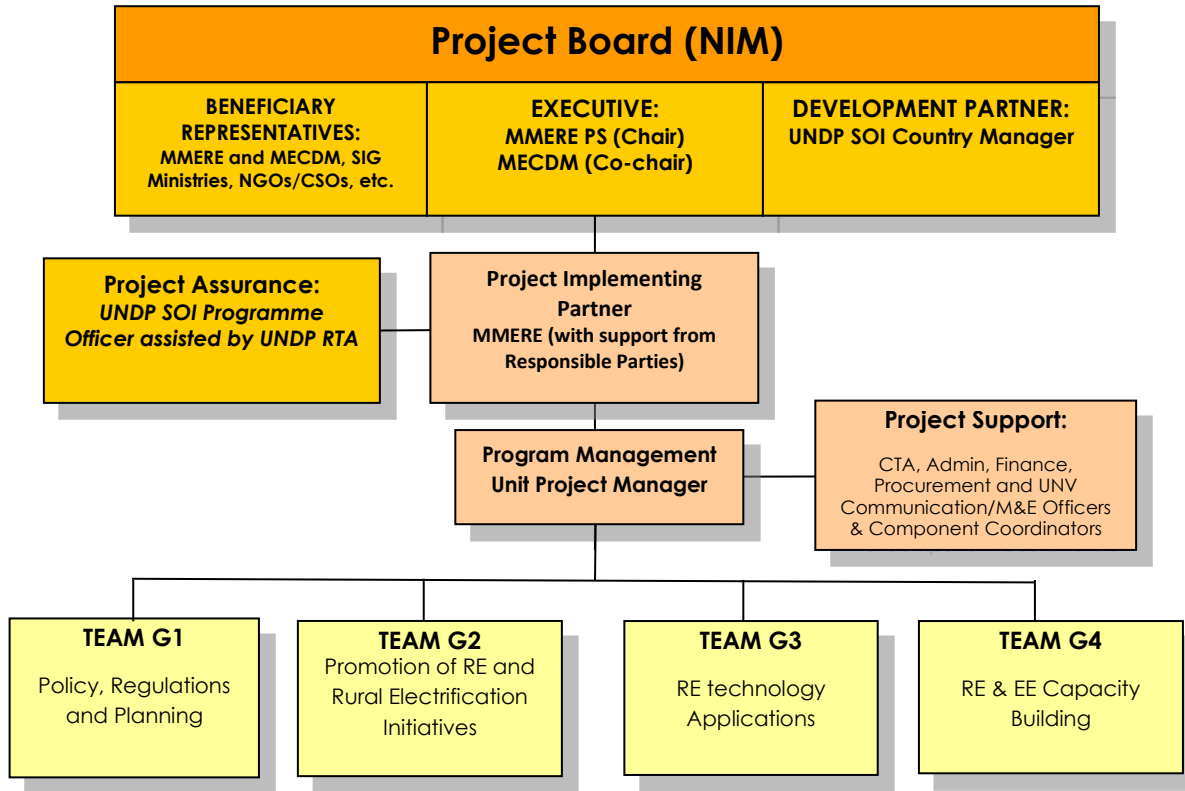 Project Board (NIM)
BENEFICIARY
REPRESENTATIVES:
MMERE and MECDM, SIG
Ministries, NGOs/CSOs, etc.
EXECUTIVE:
MMERE PS (Chair)
MECDM (Co-chair)
DEVELOPMENT PARTNER:
UNDP SOI Country Manager
Project Assurance:
UNDP SOI Programme
Officer assisted by UNDP RTA
Project Implementing
Partner
MMERE (with support from
Responsible Parties)
Program Management
Unit Project Manager
Project Support:
CTA, Admin, Finance,
Procurement and UNV
Communication/M&E Officers
& Component Coordinators
TEAM G1
Policy, Regulations
and Planning
TEAM G2
Promotion of RE and
Rural Electrification
Initiatives
TEAM G3
RE technology
Applications
TEAM G4
RE & EE Capacity
Building